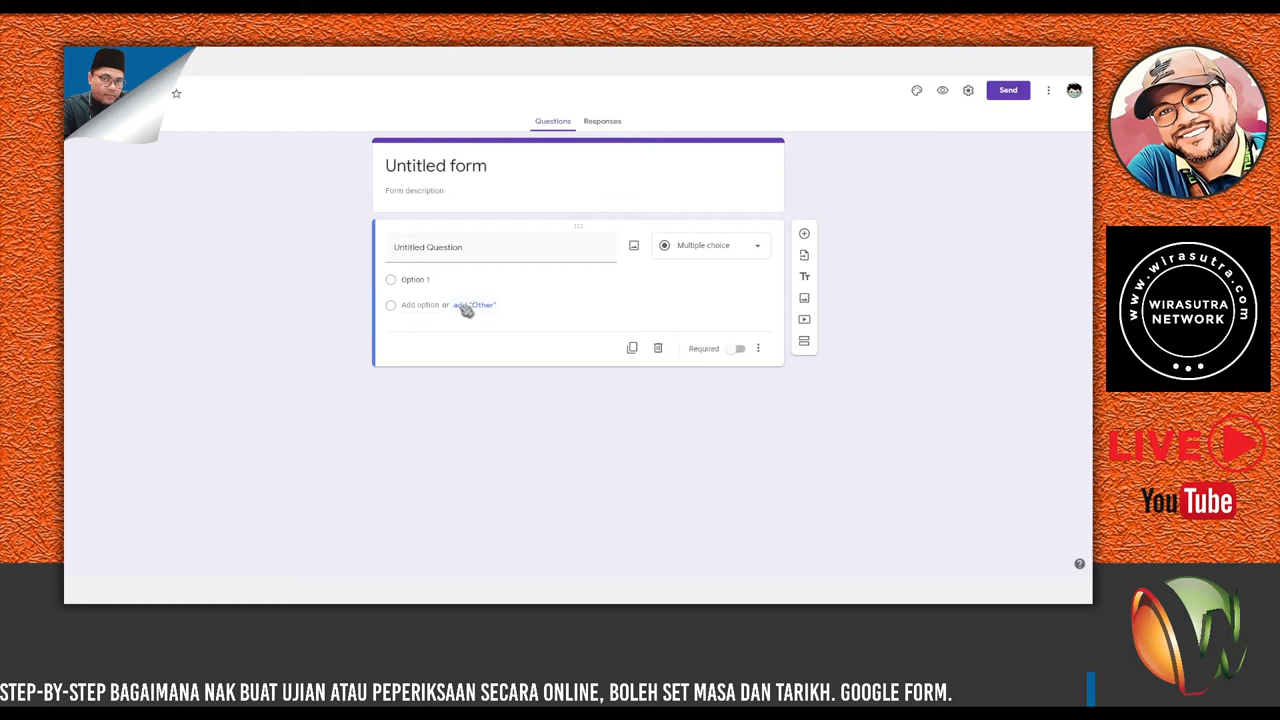 Send
Questions
Responses
Untitled form
Form description
Untitled Question
Multiple choice
Option 1
Add option or add "Other"
Required
www.wirasutra.com
WIRASUTRA
NETWORK
LIVE
YouTube
STEP-BY-STEP BAGAIMANA NAK BUAT UJIAN ATAU PEPERIKSAAN SECARA ONLINE, BOLEH SET MASA DAN TARIKH. GOOGLE FORM.